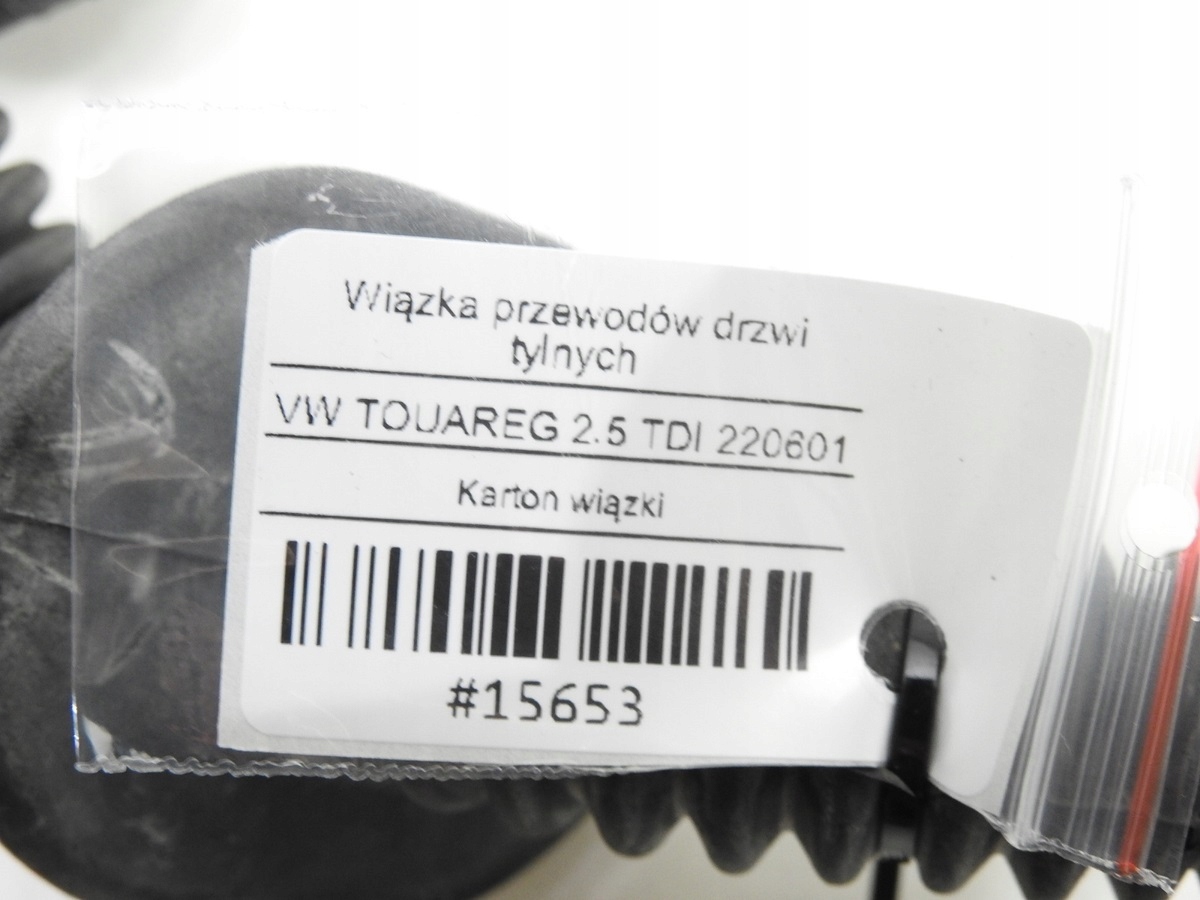 Wiązka przewodów drzwi
tylnych
VW TOUAREG 2.5 TDI 220601
Karton wiązki
#15653